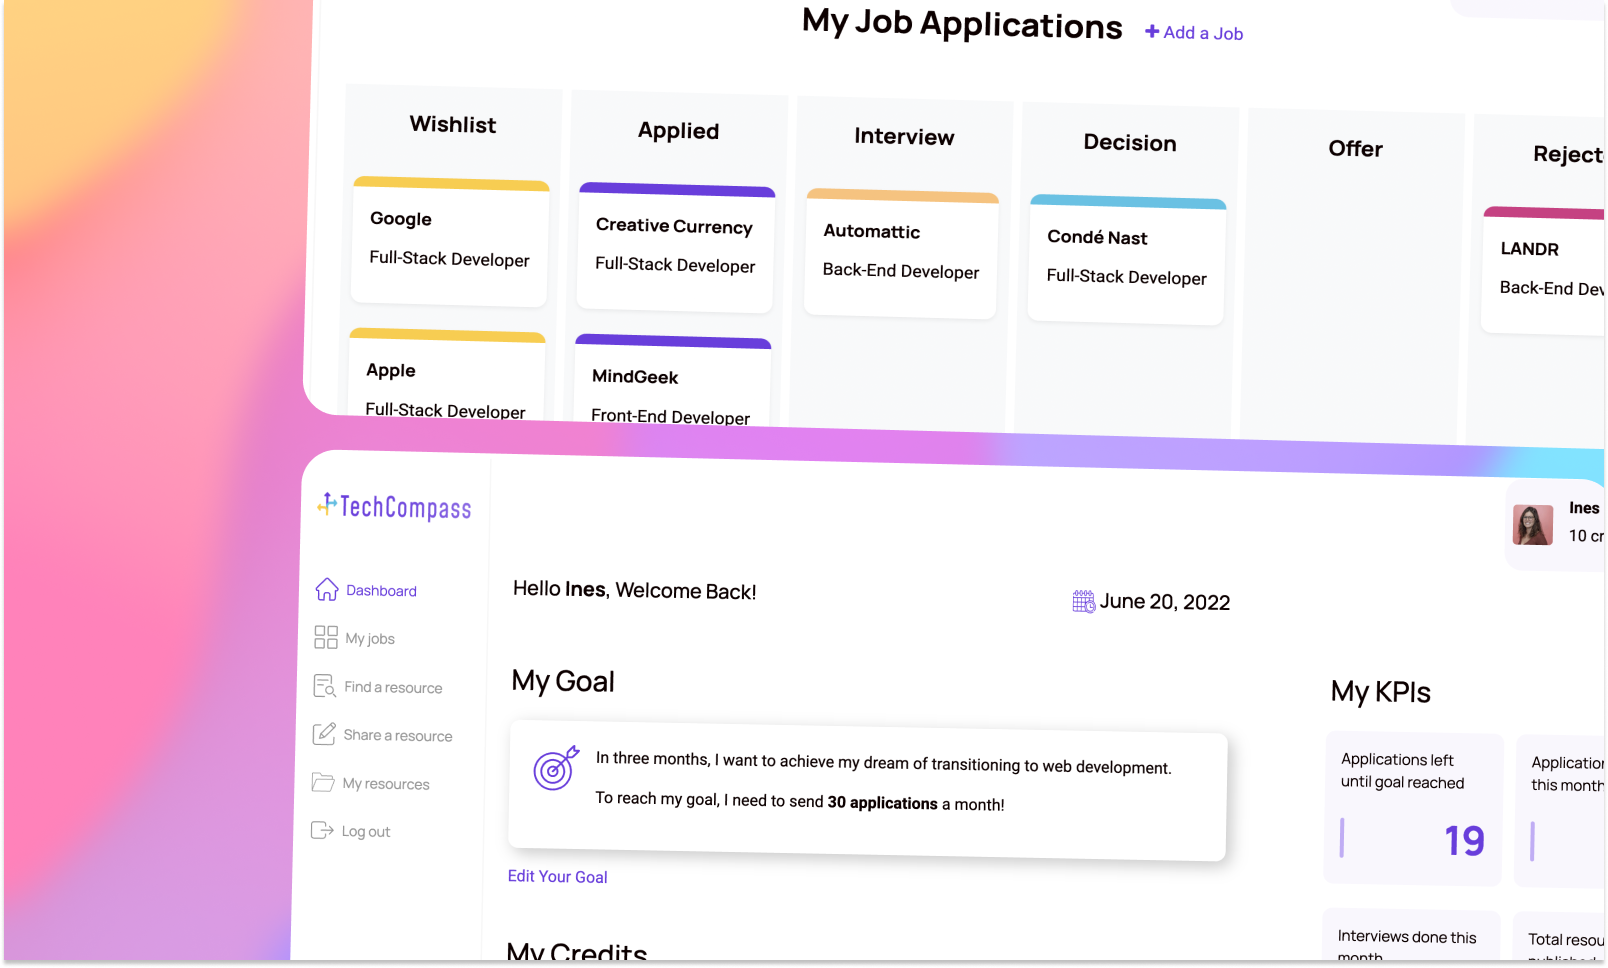 My Job Applications
Add a Job
Wishlist
Applied
Interview
Decision
Offer
Google
Full-Stack Developer
Creative Currency
Full-Stack Developer
Automattic
Back-End Developer
Condé Nast
Full-Stack Developer
LANDR
Back-End
Apple
Full-Stack Developer
MindGeek
Front-End Developer
TechCompass
Ines
10
Dashboard
My jobs
Find a resource
Share a resource
My resources
Log out
Hello Ines, Welcome Back!
June 20, 2022
My Goal
In three months, I want to achieve my dream of transitioning to web development.
To reach my goal, I need to send 30 applications a month!
Edit Your Goal
My Credits
My KPIs
Applications left
until goal reached
19
this month
Interviews done this
month
Total
published